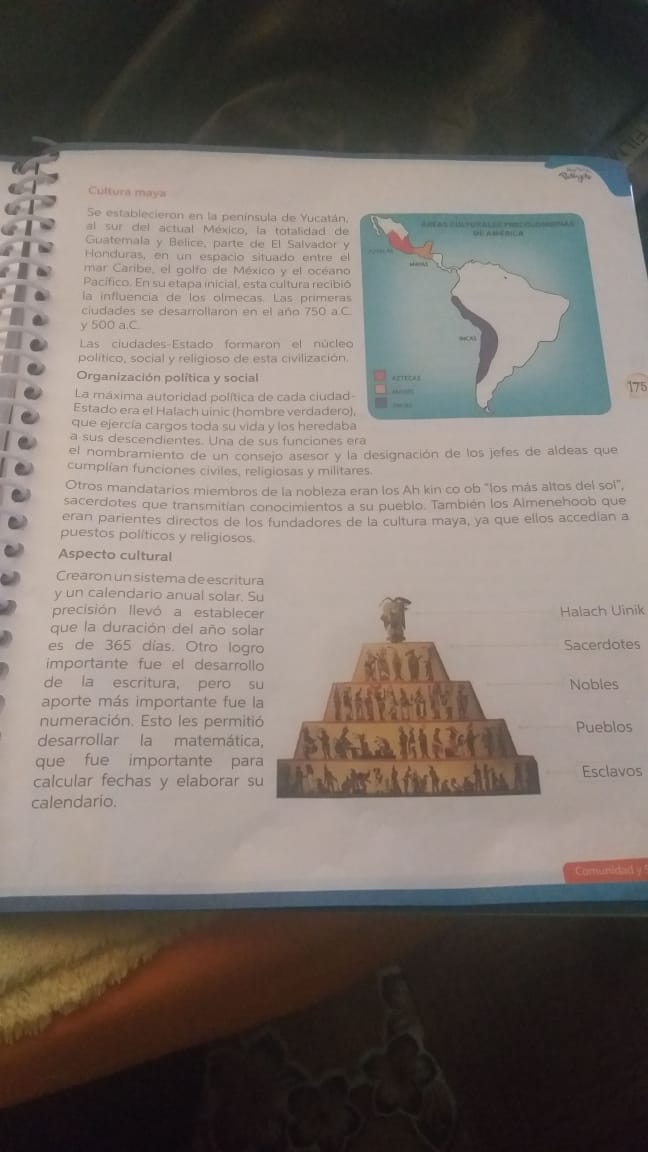 Cultura maya
Se establecieron en la península de Yucatán,
al sur del actual México, la totalidad de
Guatemala y Belice, parte de El Salvador y
Honduras, en un espacio situado entre el
mar Caribe, el golfo de México y el océano
Pacífico. En su etapa inicial, esta cultura recibió
la influencia de los olmecas. Las primeras
ciudades se desarrollaron en el año 750 a.C.
y 500 a.C.
Las ciudades-Estado formaron el núcleo
político, social y religioso de esta civilización.
Organización política y social
La máxima autoridad política de cada ciudad-
Estado era el Halach uinic (hombre verdadero),
que ejercía cargos toda su vida y los heredaba
a sus descendientes. Una de sus funciones era
el nombramiento de un consejo asesor y la designación de los jefes de aldeas que
cumplían funciones civiles, religiosas y militares.
Otros mandatarios miembros de la nobleza eran los Ah kin co ob "los más altos del sol",
sacerdotes que transmitían conocimientos a su pueblo. También los Almenehoob que
eran parientes directos de los fundadores de la cultura maya, ya que ellos accedían a
puestos políticos y religiosos.
Aspecto cultural
Crearon un sistema de escritura
y un calendario anual solar. Su
precisión llevó a establecer
que la duración del año solar
es de 365 días. Otro logro
importante fue el desarrollo
de la escritura, pero su
aporte más importante fue la
numeración. Esto les permitió
desarrollar la matemática,
que fue importante para
calcular fechas y elaborar su
calendario.
ÁREAS CULTURALES PRECOLOMBINAS
DE AMÉRICA
AZTECAS
MAYAS
INCAS
AZTECAS
MAYAS
INCAS
175
Halach Uinik
Sacerdotes
Nobles
Pueblos
Esclavos
Comunidad y